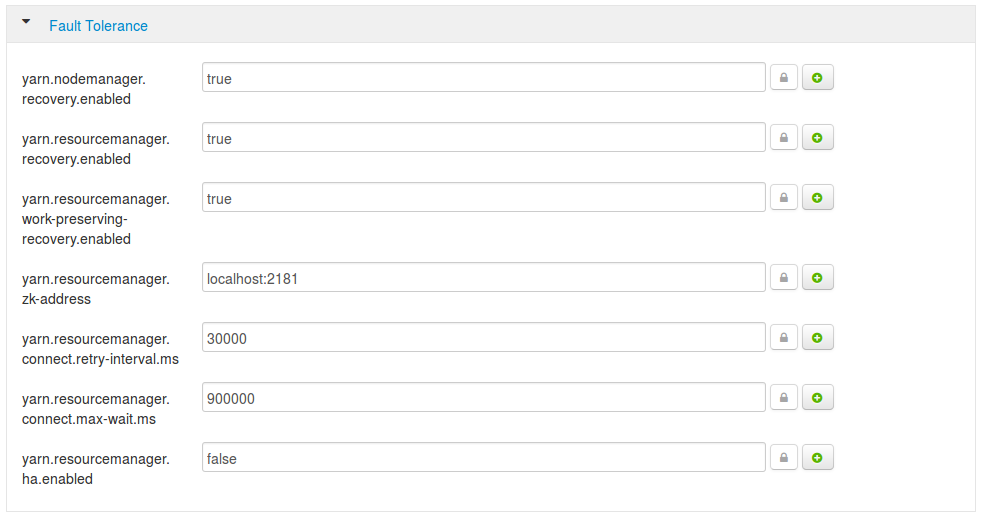 Fault Tolerance
yarn.nodemanager.
recovery.enabled
true
yarn.resourcemanager.
recovery.enabled
true
yarn.resourcemanager.
work-preserving-
recovery.enabled
true
yarn.resourcemanager.
zk-address
localhost:2181
yarn.resourcemanager.
connect.retry-interval.ms
30000
yarn.resourcemanager.
connect.max-wait.ms
900000
yarn.resourcemanager.
ha.enabled
false